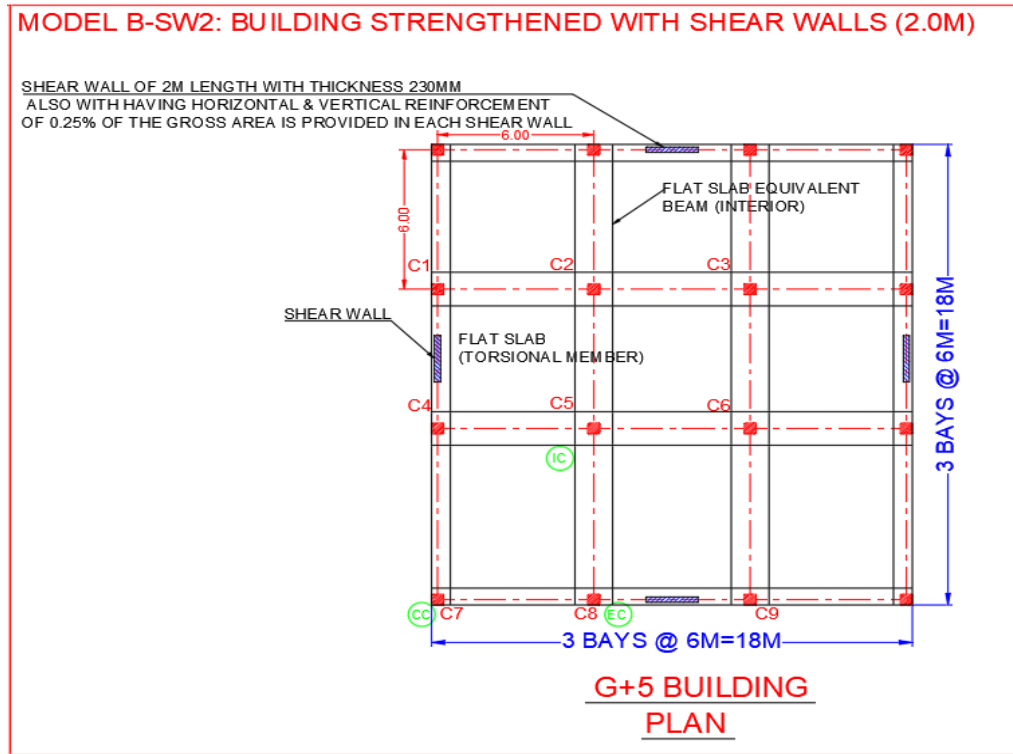 MODEL B-SW2: BUILDING STRENGTHENED WITH SHEAR WALLS (2.0M)
SHEAR WALL OF 2M LENGTH WITH THICKNESS 230MM
ALSO WITH HAVING HORIZONTAL & VERTICAL REINFORCEMENT
OF 0.25% OF THE GROSS AREA IS PROVIDED IN EACH SHEAR WALL
6.00
FLAT SLAB EQUIVALENT
BEAM (INTERIOR)
6.00
C1
C2
C3
SHEAR WALL
FLAT SLAB
(TORSIONAL MEMBER)
3 BAYS @ 6M=18M
C4
C5
C6
IC
CC
C7
C8
EC
C9
3 BAYS @ 6M=18M
G+5 BUILDING
PLAN